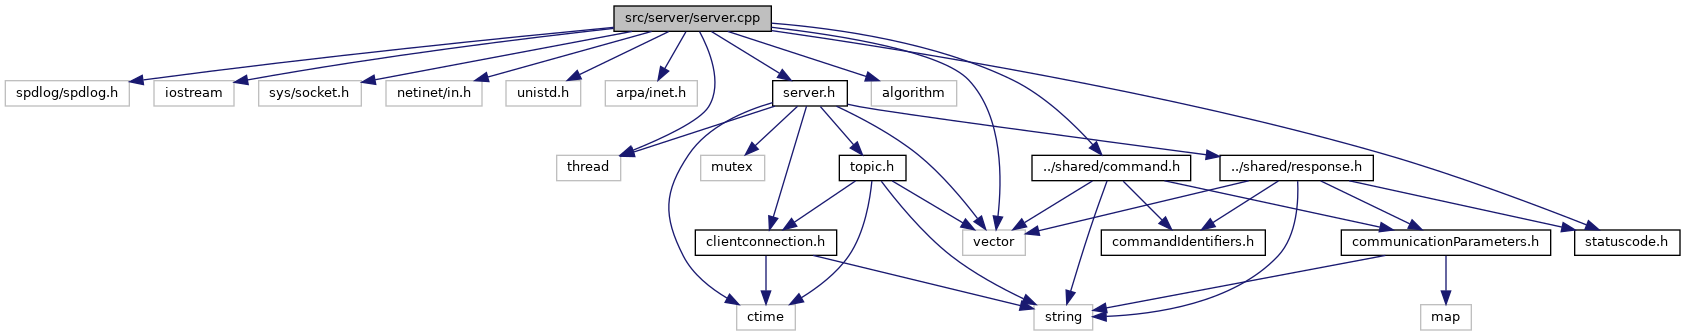 src/server/server.cpp
spdlog/spdlog.h
iostream
sys/socket.h
netinet/in.h
unistd.h
arpa/inet.h
server.h
algorithm
thread
mutex
topic.h
../shared/command.h
../shared/response.h
clientconnection.h
vector
commandIdentifiers.h
communicationParameters.h
statuscode.h
ctime
string
map